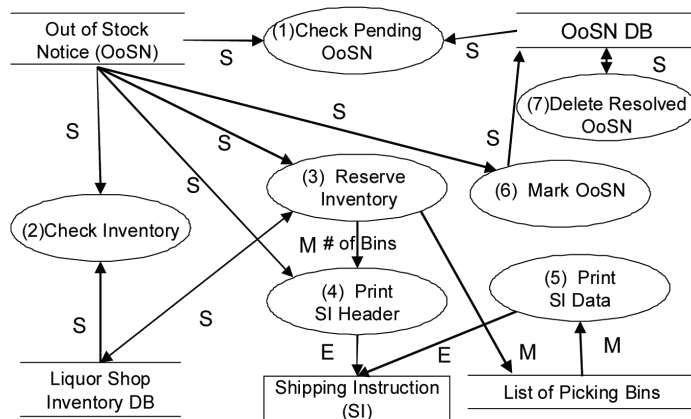 Out of Stock
Notice (OoSN)
S
(1)Check Pending
OoSN
S
OoSN DB
S
(7)Delete Resolved
OoSN
S
S
S
S
S
(2)Check Inventory
(3) Reserve
Inventory
(6) Mark OoSN
M # of Bins
S
S
(4) Print
SI Header
(5) Print
SI Data
E
E
M
M
Liquor Shop
Inventory DB
Shipping Instruction
(SI)
List of Picking Bins